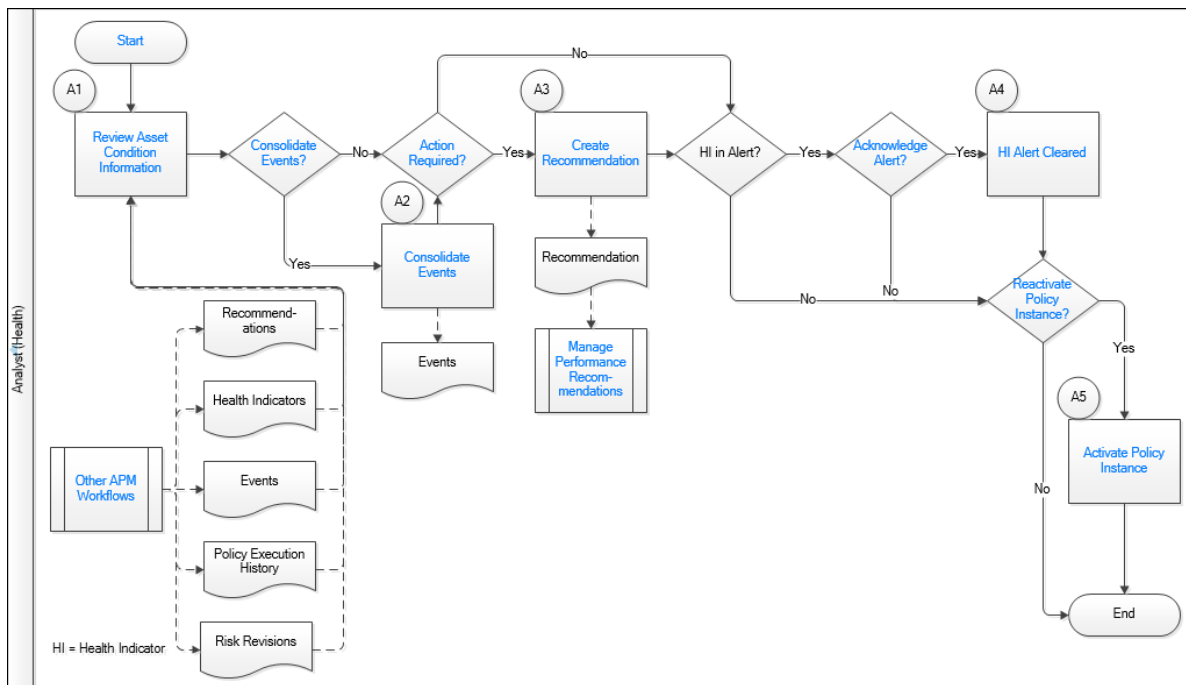 Start
A1
Review Asset
Condition
Information
Consolidate
Events?
No
Yes
A2
Consolidate
Events
Events
Action
Required?
No
Yes
A3
Create
Recommendation
Recommendation
Manage
Performance
Recom-
mendations
HI in Alert?
Yes
No
Acknowledge
Alert?
Yes
No
A4
HI Alert Cleared
Reactivate
Policy
Instance?
Yes
No
A5
Activate Policy
Instance
End
Analyst (Health)
Other APM
Workflows
Recommend-
ations
Health Indicators
Events
Policy Execution
History
Risk Revisions
HI = Health Indicator